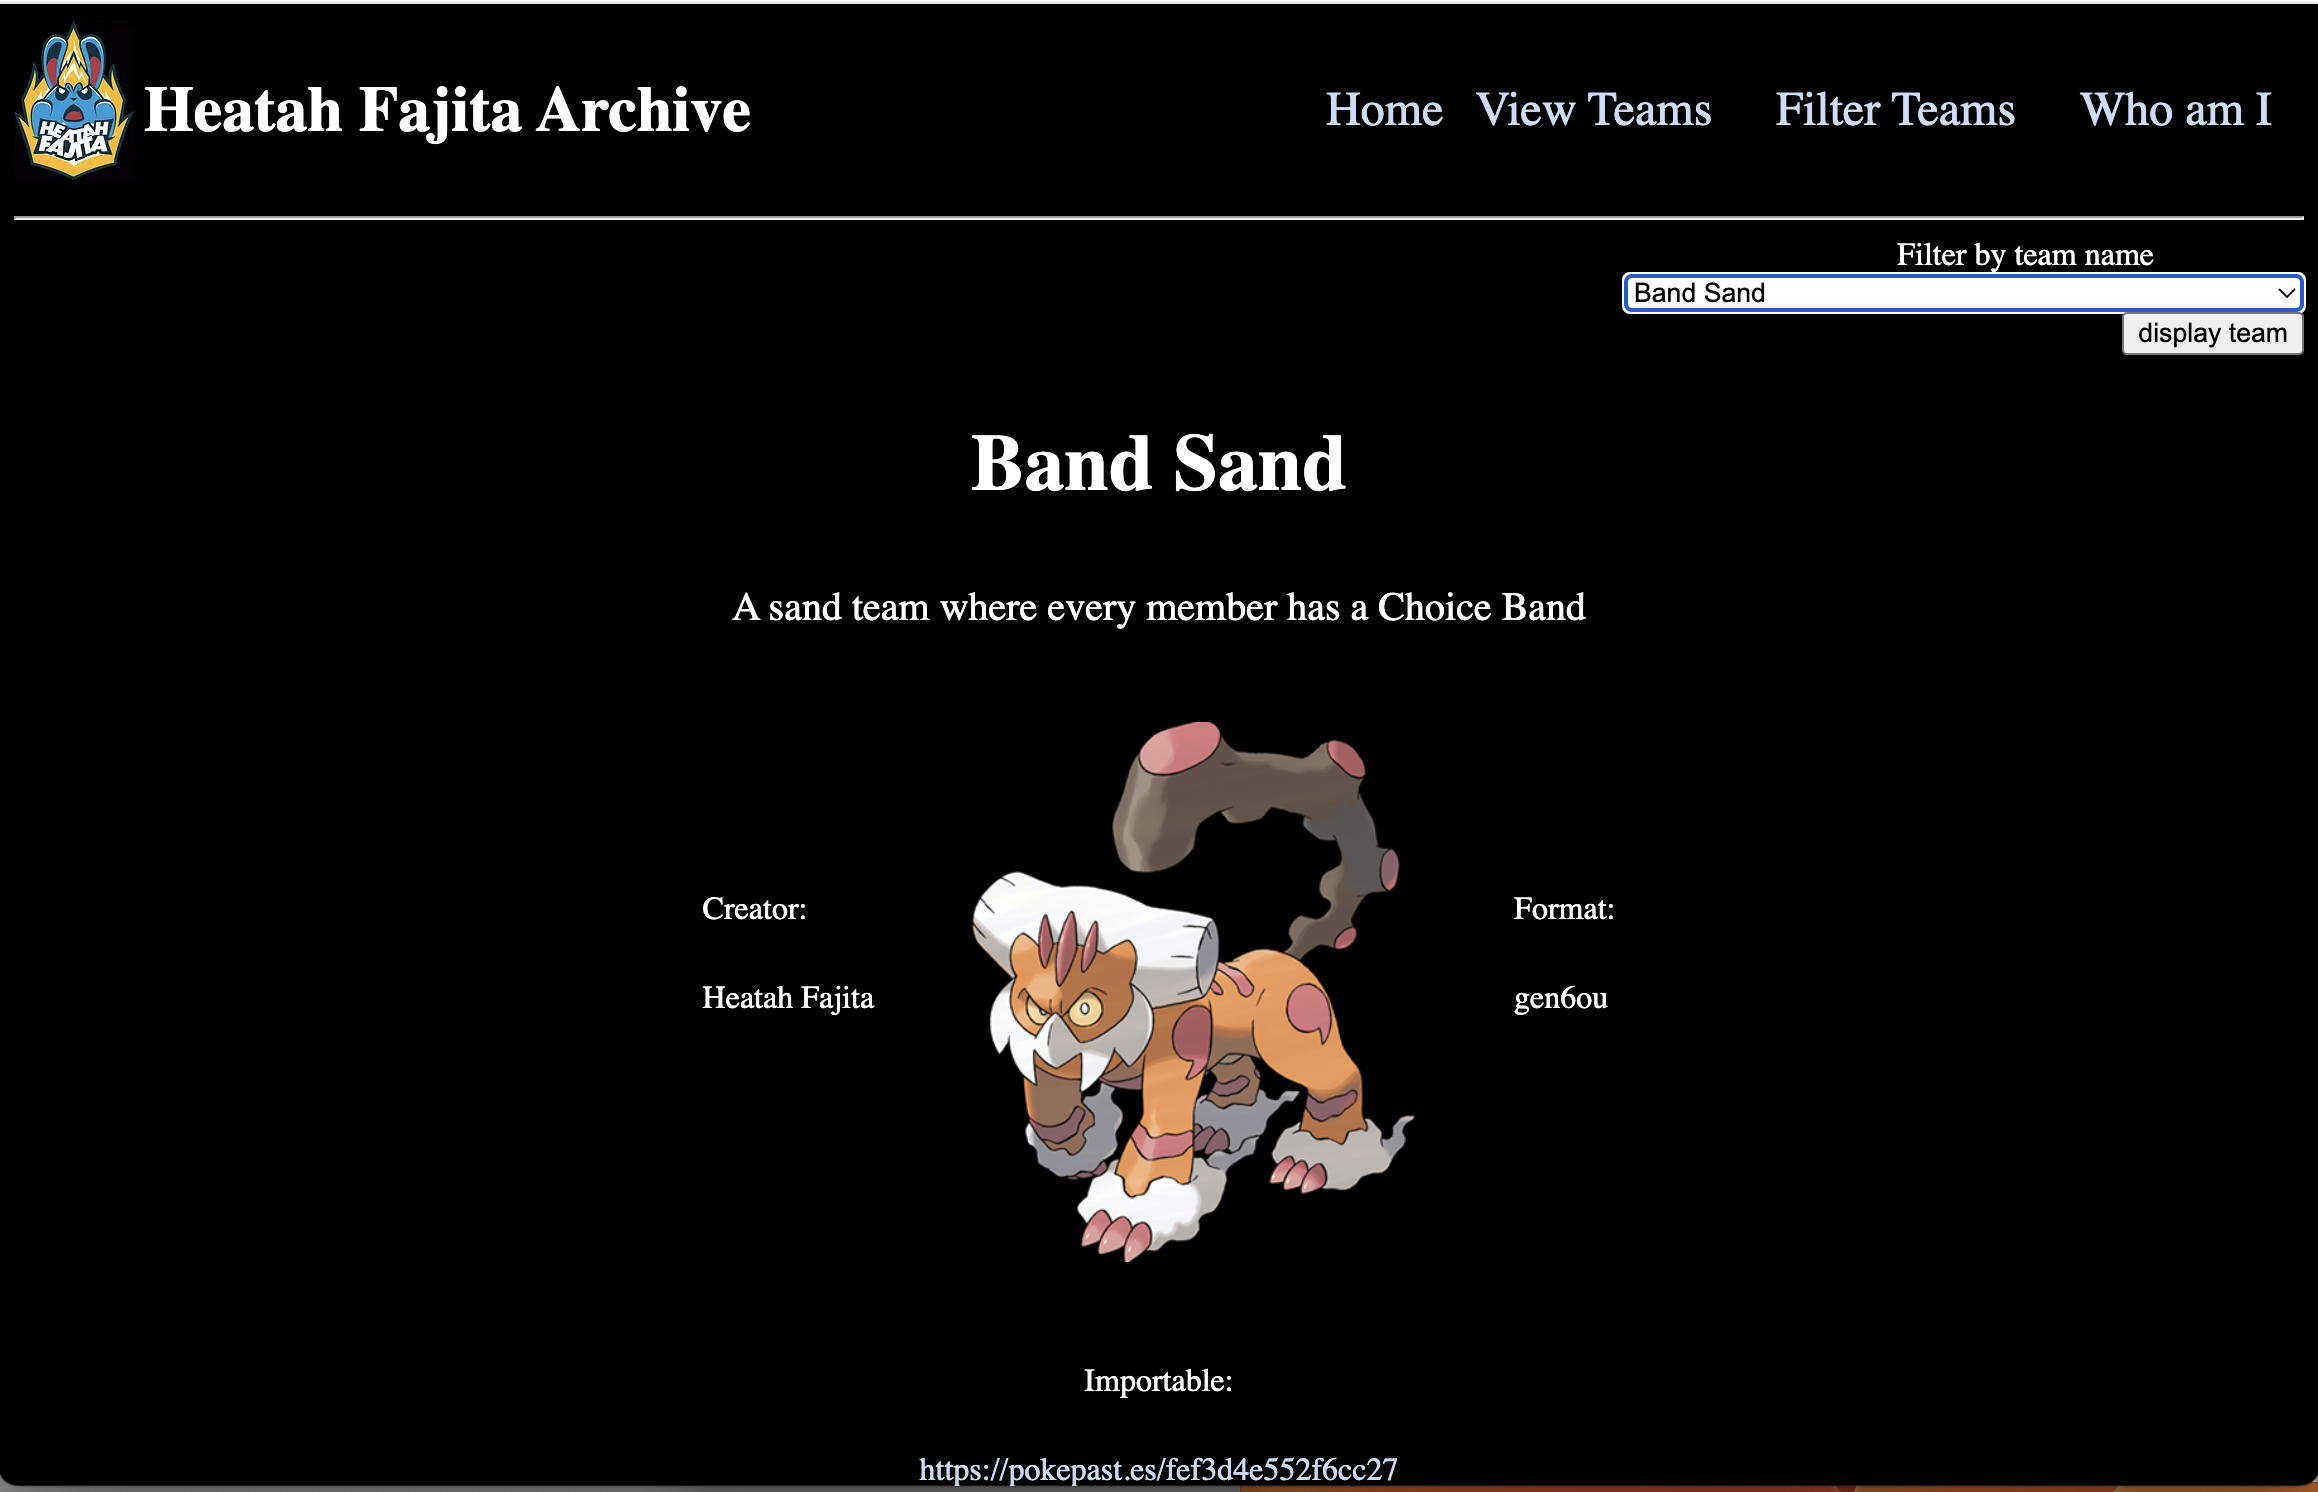 HEATAH
FAJITA
Heatah Fajita Archive
Home View Teams Filter Teams Who am I
Filter by team name
Band Sand
display team
Band Sand
A sand team where every member has a Choice Band
Creator:
Heatah Fajita
Format:
gen6ou
Importable:
https://pokepast.es/fef3d4e552f6cc27